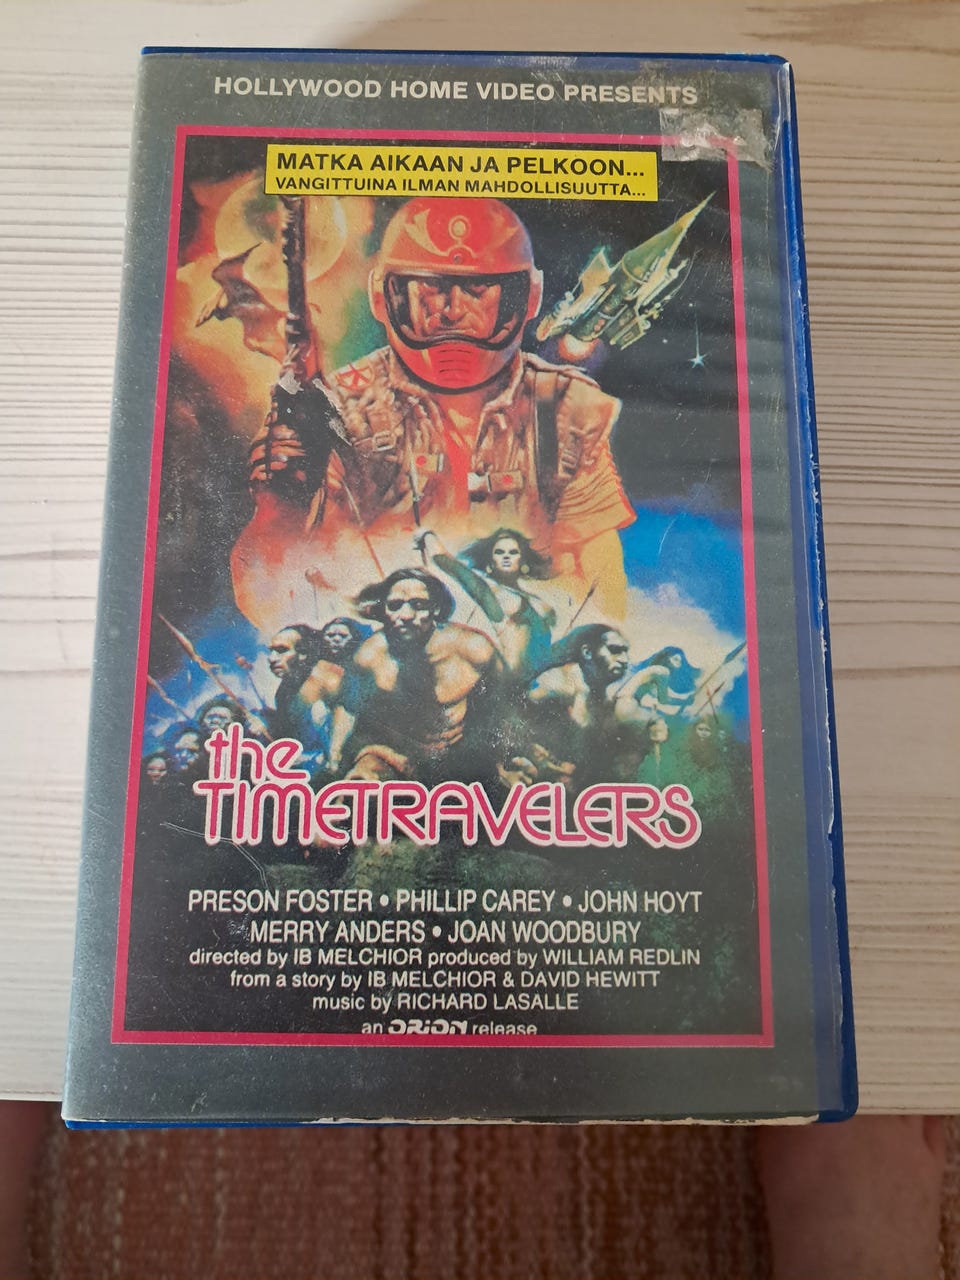 HOLLYWOOD HOME VIDEO PRESENTS
MATKA AIKAAN JA PELKOON...
VANGITTUINA ILMAN MAHDOLLISUUTTA...
the
TIMETRAVELERS
PRESON FOSTER • PHILLIP CAREY • JOHN HOYT
MERRY ANDERS • JOAN WOODBURY
directed by IB MELCHIOR produced by WILLIAM REDLIN
from a story by IB MELCHIOR & DAVID HEWITT
music by RICHARD LASALLE
an ORION release